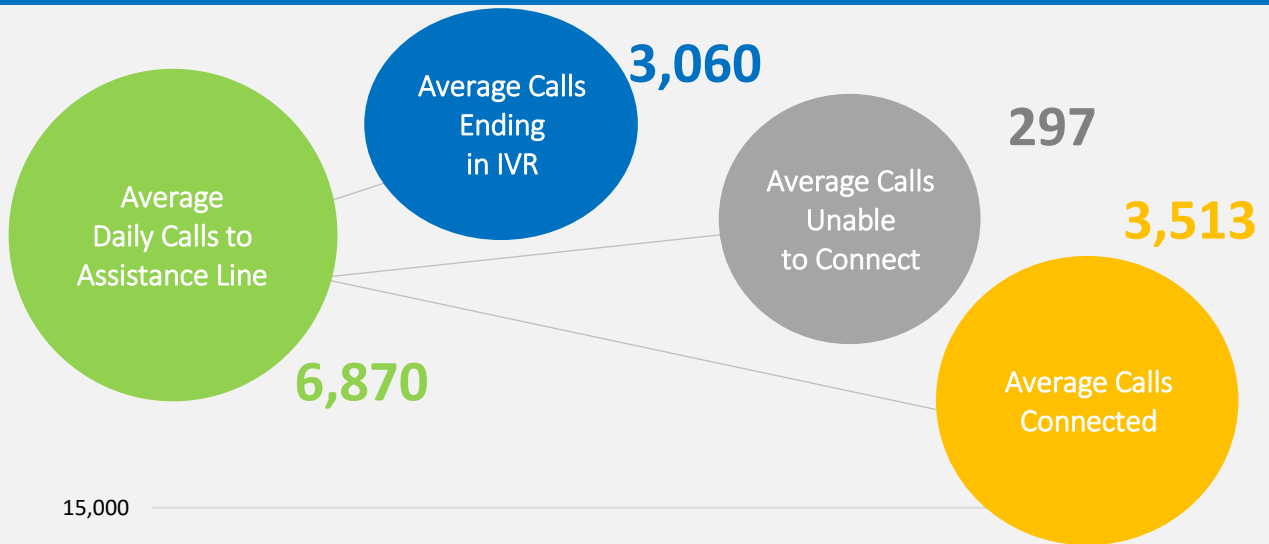 Average
Daily Calls to
Assistance Line
6,870
Average Calls
Ending
in IVR
3,060
Average Calls
Unable
to Connect
297
Average Calls
Connected
3,513
15,000